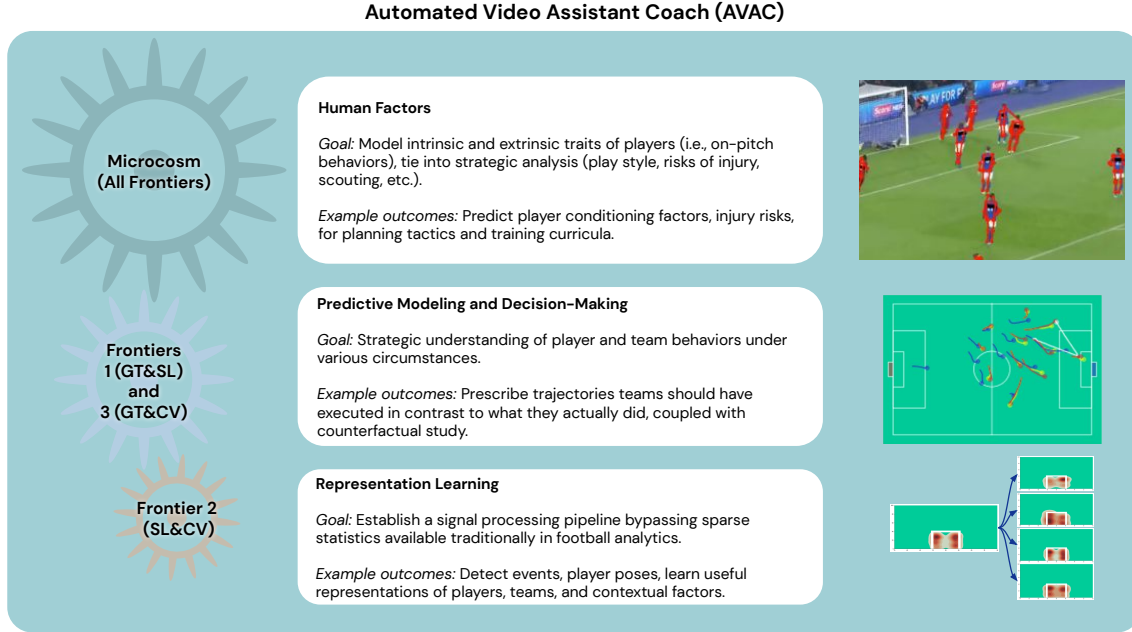 Automated Video Assistant Coach (AVAC)
Microcosm
(All Frontiers)
Human Factors
Goal: Model intrinsic and extrinsic traits of players (i.e., on-pitch
behaviors), tie into strategic analysis (play style, risks of injury,
scouting, etc.).
Example outcomes: Predict player conditioning factors, injury risks,
for planning tactics and training curricula.
Frontiers
1 (GT&SL)
and
3 (GT&CV)
Predictive Modeling and Decision-Making
Goal: Strategic understanding of player and team behaviors under
various circumstances.
Example outcomes: Prescribe trajectories teams should have
executed in contrast to what they actually did, coupled with
counterfactual study.
Frontier 2
(SL&CV)
Representation Learning
Goal: Establish a signal processing pipeline bypassing sparse
statistics available traditionally in football analytics.
Example outcomes: Detect events, player poses, learn useful
representations of players, teams, and contextual factors.